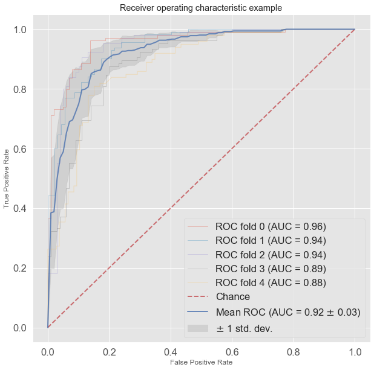 Receiver operating characteristic example
1.0
0.8
0.6
0.4
0.2
0.0
True Positive Rate
ROC fold 0 (AUC = 0.96)
ROC fold 1 (AUC = 0.94)
ROC fold 2 (AUC = 0.94)
ROC fold 3 (AUC = 0.89)
ROC fold 4 (AUC = 0.88)
Chance
Mean ROC (AUC = 0.92 ± 0.03)
± 1 std. dev.
0.0 0.2 0.4 0.6 0.8 1.0
False Positive Rate